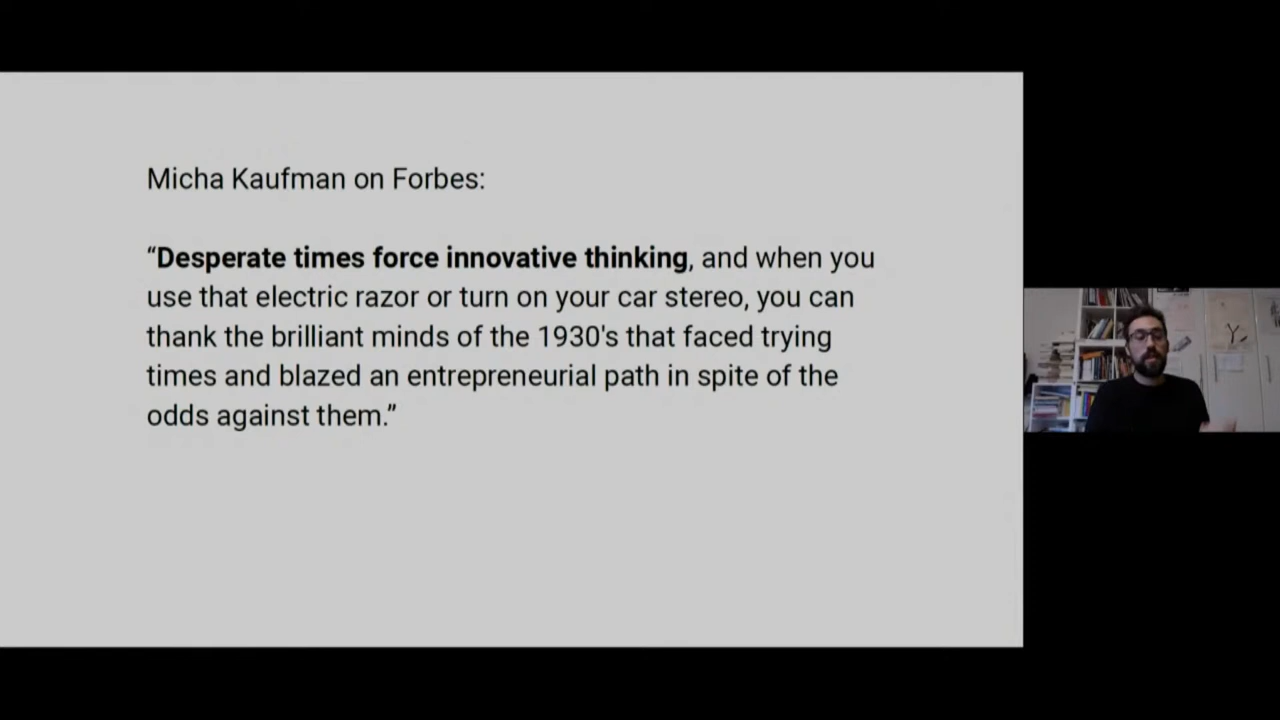 Micha Kaufman on Forbes:
“Desperate times force innovative thinking, and when you
use that electric razor or turn on your car stereo, you can
thank the brilliant minds of the 1930's that faced trying
times and blazed an entrepreneurial path in spite of the
odds against them.”